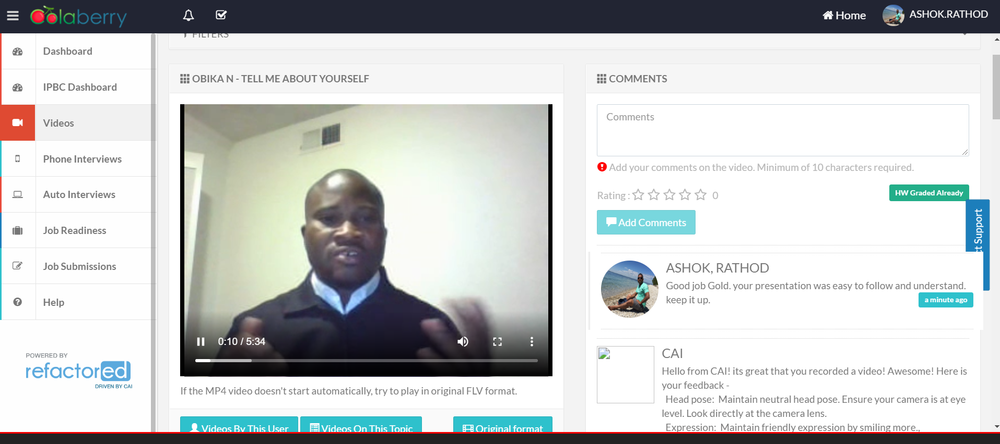 Colaberry
Home
ASHOK.RATHOD
FILTERS
Dashboard
IPBC Dashboard
Videos
Phone Interviews
Auto Interviews
Job Readiness
Job Submissions
Help
POWERED BY
refactored
DRIVEN BY CAI
OBIKA N - TELL ME ABOUT YOURSELF
0:10 / 5:34
If the MP4 video doesn't start automatically, try to play in original FLV format.
Videos By This User
Videos On This Topic
Original format
COMMENTS
Comments
Add your comments on the video. Minimum of 10 characters required.
Rating : 0
HW Graded Already
Add Comments
ct Support
ASHOK, RATHOD
Good job Gold. your presentation was easy to follow and understand.
keep it up.
a minute ago
CAI
Hello from CAI! its great that you recorded a video! Awesome! Here is
your feedback -
Head pose: Maintain neutral head pose. Ensure your camera is at eye
level. Look directly at the camera lens.
Expression: Maintain friendly expression by smiling more.,